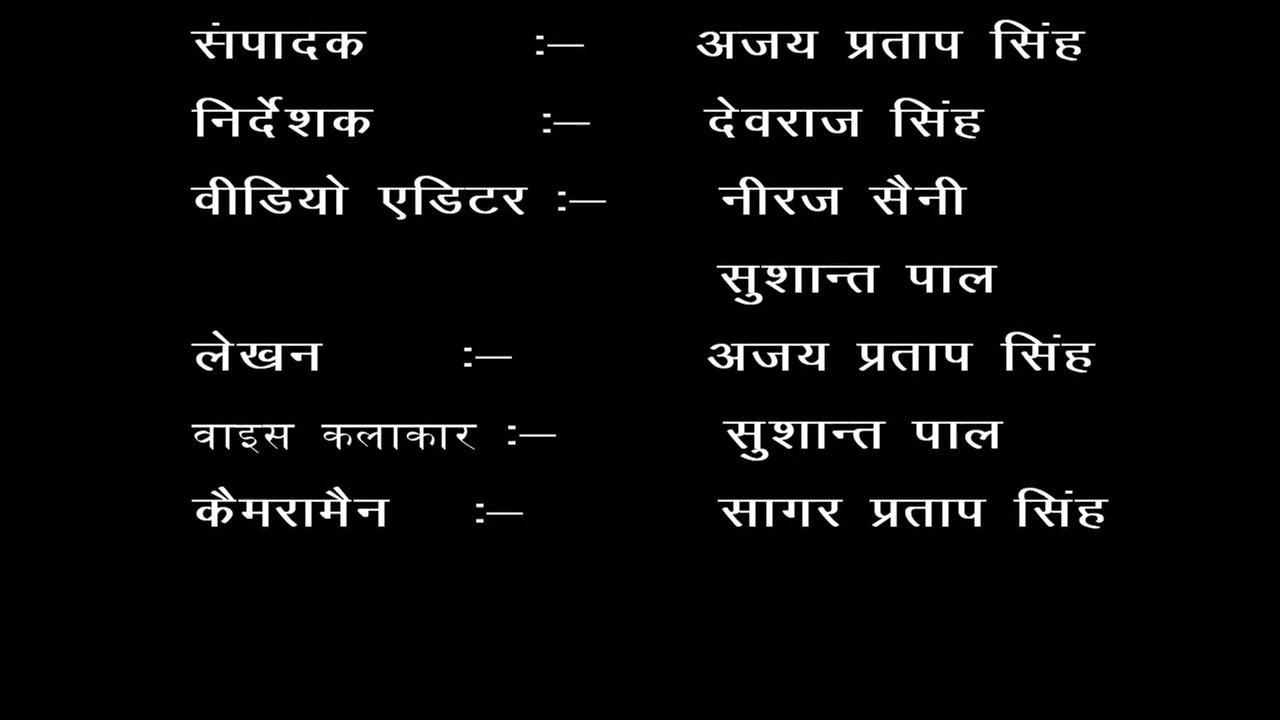 संपादक :— अजय प्रताप सिंह
निर्देशक :— देवराज सिंह
वीडियो एडिटर :— नीरज सैनी
सुशान्त पाल
लेखन :— अजय प्रताप सिंह
वाइस कलाकार :— सुशान्त पाल
कैमरामैन :— सागर प्रताप सिंह